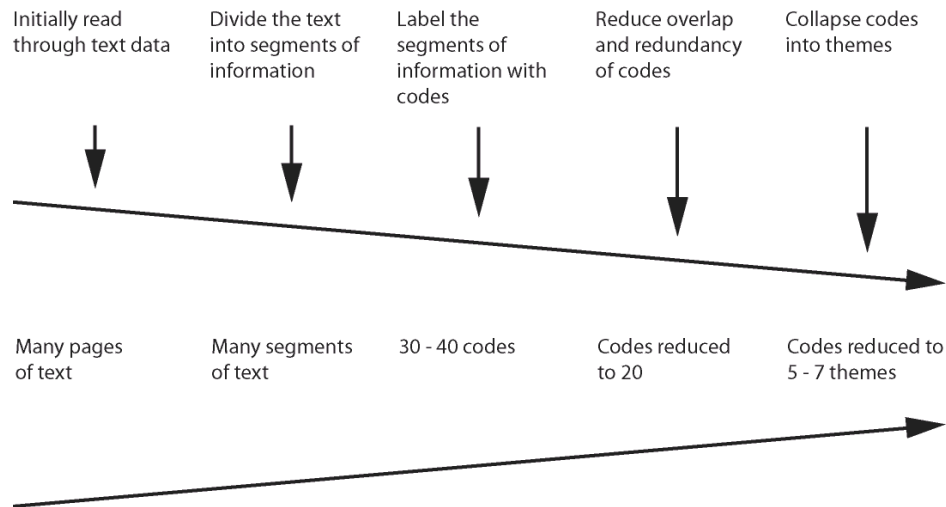 Initially read
through text data
Divide the text
into segments of
information
Label the
segments of
information with
codes
Reduce overlap
and redundancy
of codes
Collapse codes
into themes
Many pages
of text
Many segments
of text
30 - 40 codes
Codes reduced
to 20
Codes reduced to
5 - 7 themes